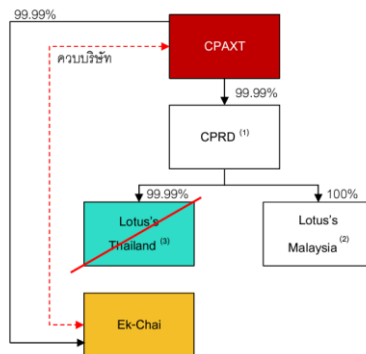 99.99%
CPAXT
ควบบริษัท
99.99%
CPRD (1)
99.99%
100%
Lotus's
Thailand (3)
Lotus's
Malaysia (2)
Ek-Chai